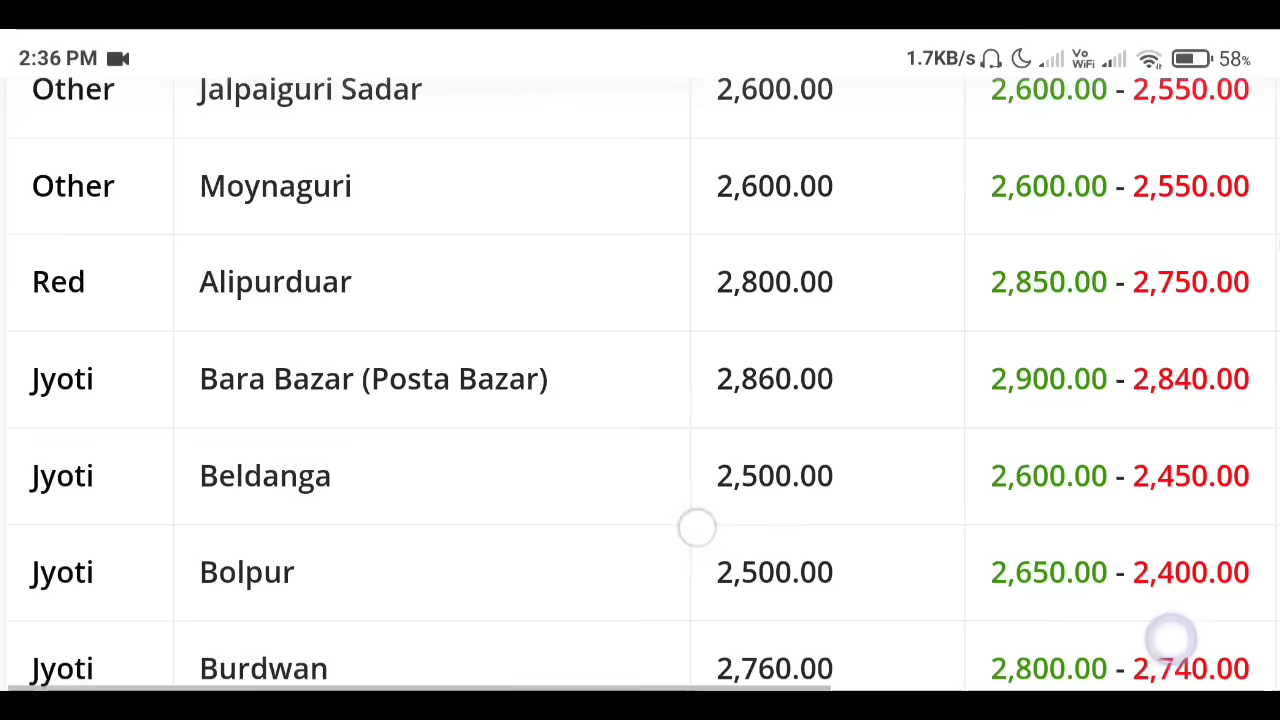 2:36 PM 1.7KB/s Vo WiFi 58%
Other Jalpaiguri Sadar 2,600.00 2,600.00 - 2,550.00
Other Moynaguri 2,600.00 2,600.00 - 2,550.00
Red Alipurduar 2,800.00 2,850.00 - 2,750.00
Jyoti Bara Bazar (Posta Bazar) 2,860.00 2,900.00 - 2,840.00
Jyoti Beldanga 2,500.00 2,600.00 - 2,450.00
Jyoti Bolpur 2,500.00 2,650.00 - 2,400.00
Jyoti Burdwan 2,760.00 2,800.00 - 2,740.00